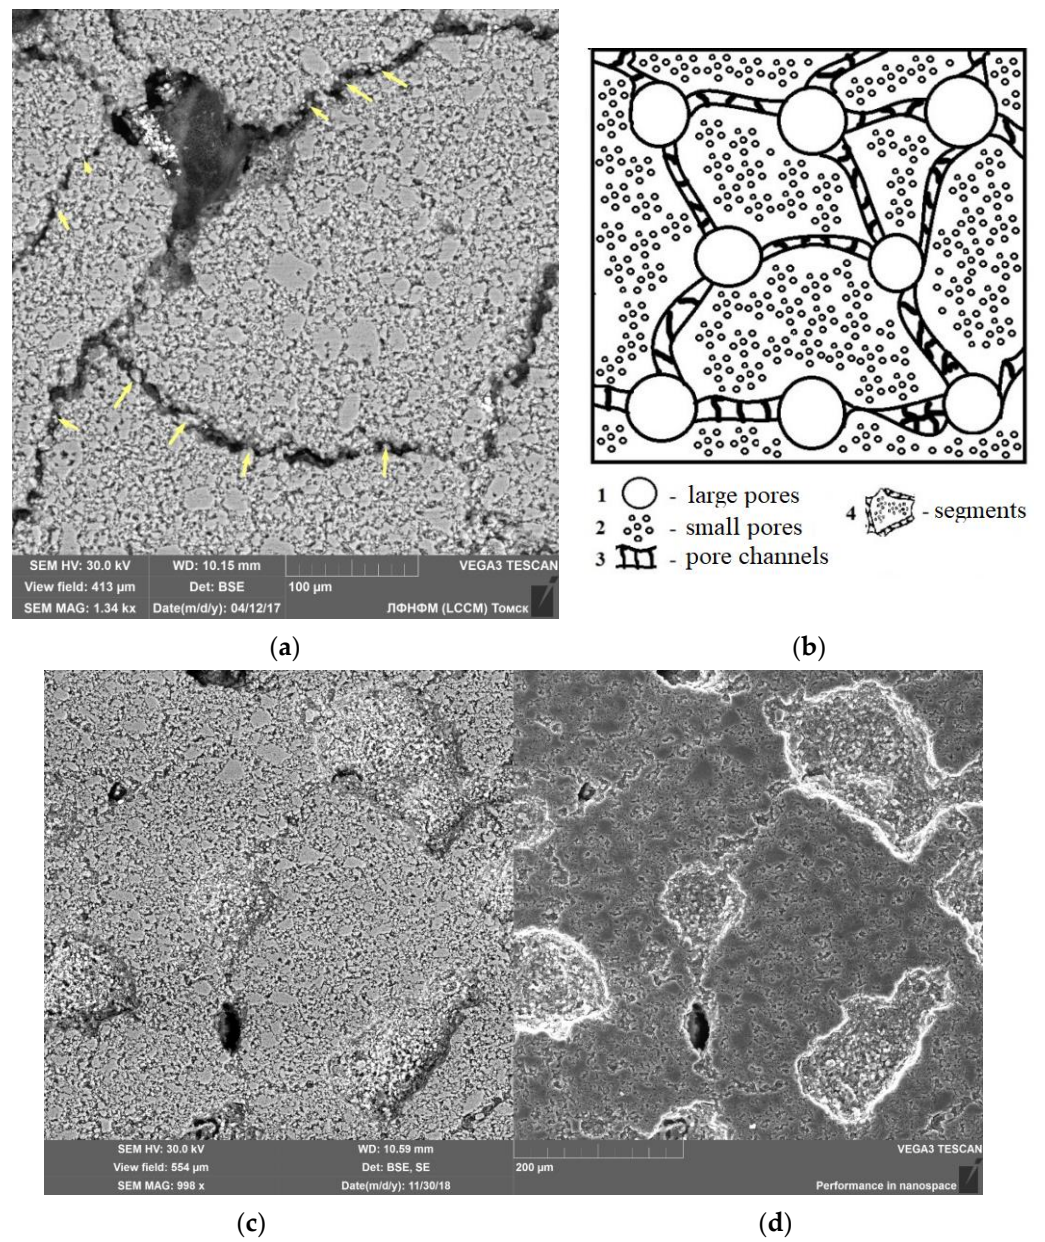 SEM HV: 30.0 kV WD: 10.15 mm VEGA3 TESCAN
View field: 413 µm Det: BSE 100 µm
SEM MAG: 1.34 kx Date(m/d/y): 04/12/17 ЛФНФМ (LCCM) Томск
1 - large pores
2 - small pores
3 - pore channels
4 - segments
(a)
(b)
SEM HV: 30.0 kV WD: 10.59 mm VEGA3 TESCAN
View field: 554 µm Det: BSE, SE 200 µm
SEM MAG: 998 x Date(m/d/y): 11/30/18 Performance in nanospace
(c)
(d)